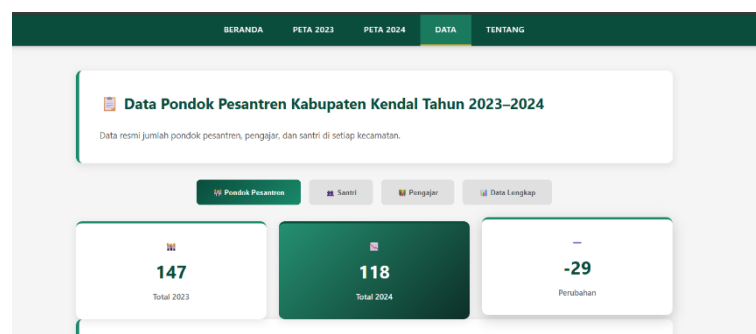 BERANDA PETA 2023 PETA 2024 DATA TENTANG
Data Pondok Pesantren Kabupaten Kendal Tahun 2023–2024
Data resmi jumlah pondok pesantren, pengajar, dan santri di setiap kecamatan.
Pondok Pesantren Santri Pengajar Data Lengkap
147 118 -29
Total 2023 Total 2024 Perubahan